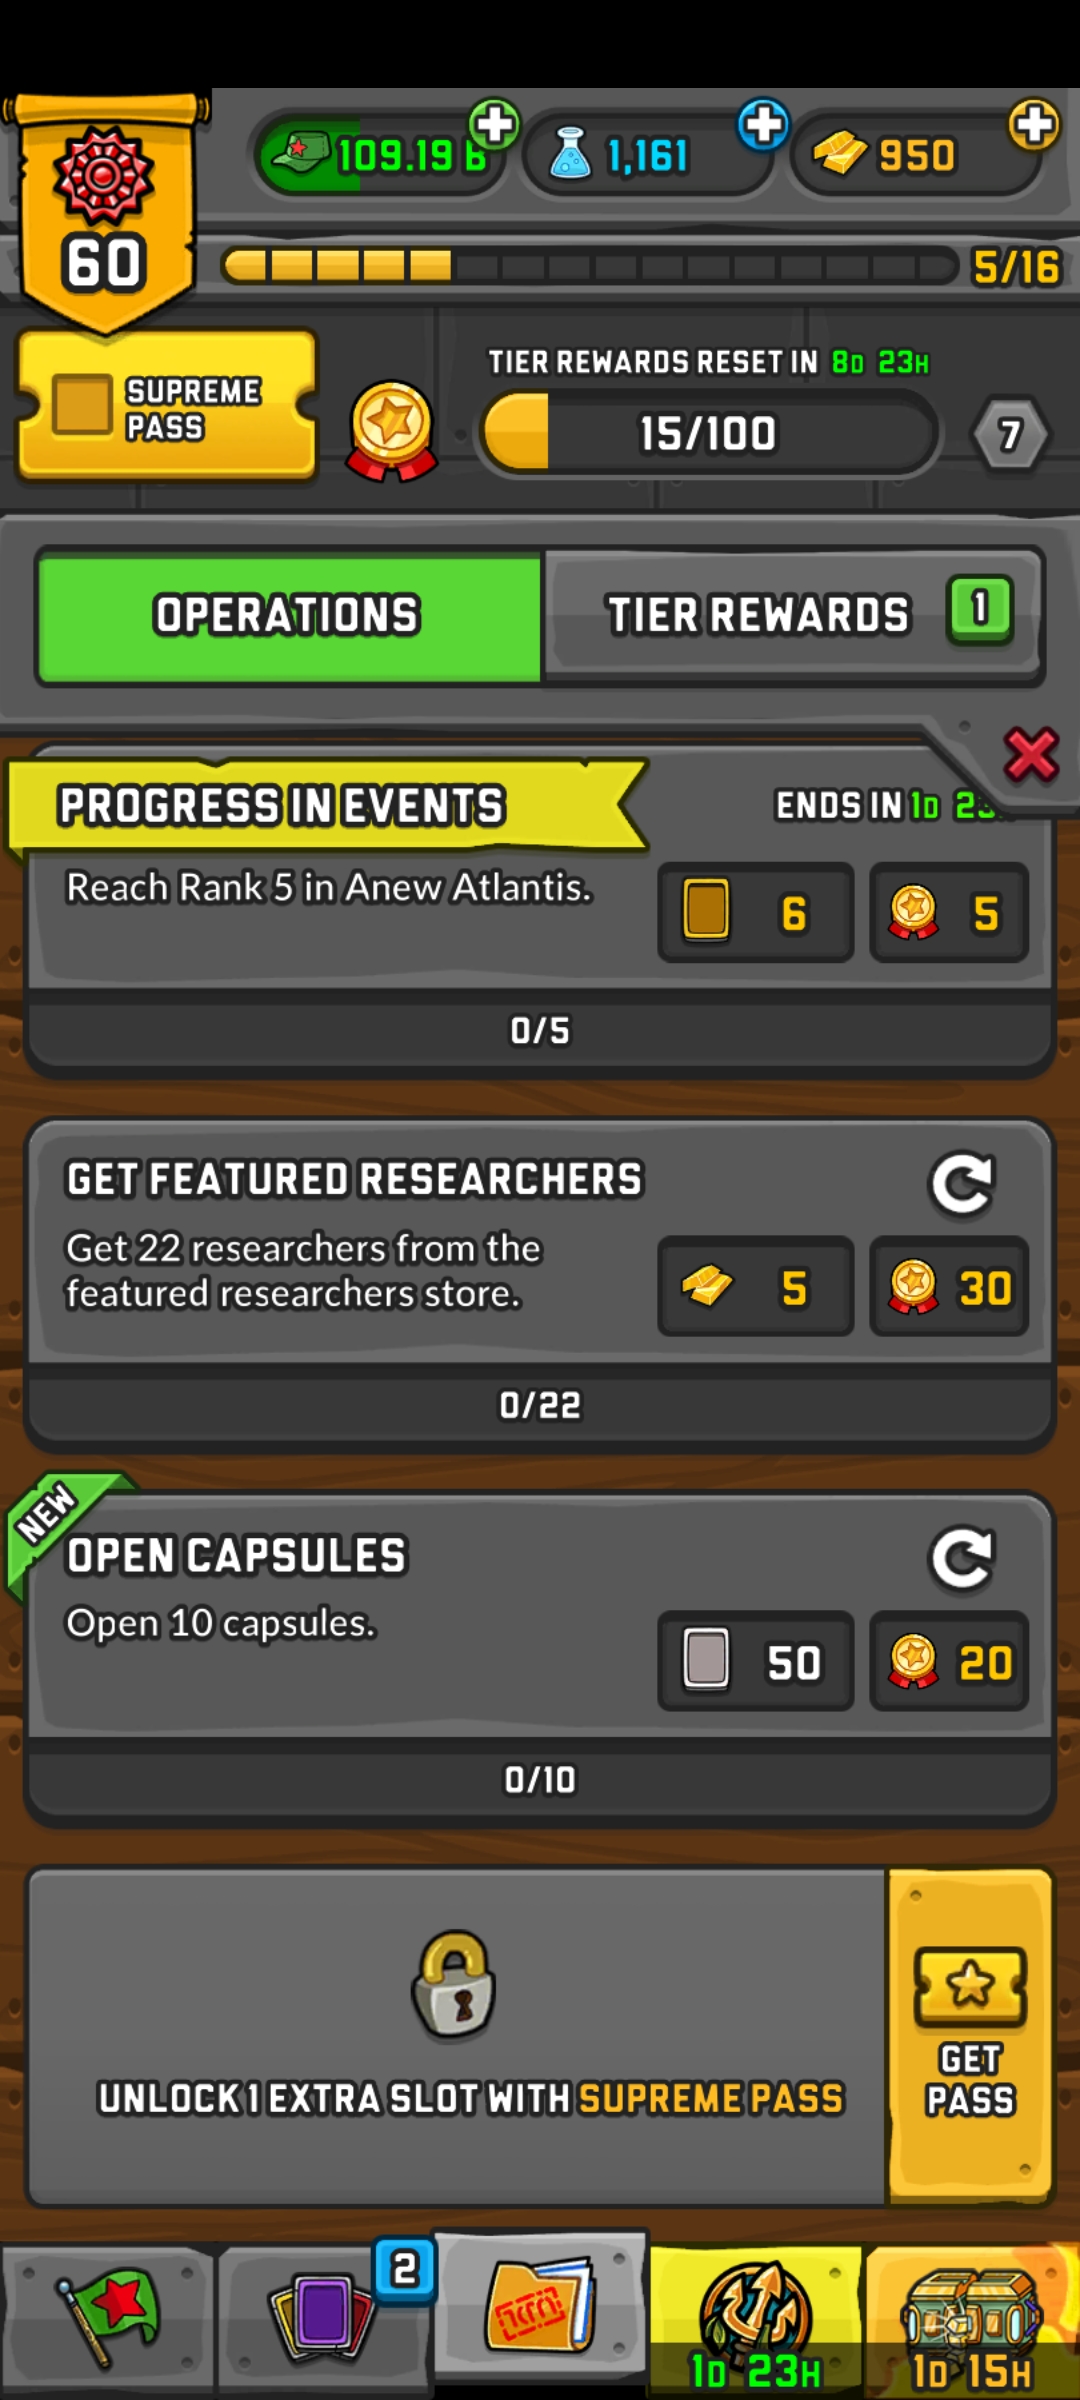 109.19 B
1,161
950
60
5/16
SUPREME
PASS
TIER REWARDS RESET IN 8D 23H
15/100
7
OPERATIONS
TIER REWARDS
1
PROGRESS IN EVENTS
ENDS IN 1D
Reach Rank 5 in Anew Atlantis.
6
5
0/5
GET FEATURED RESEARCHERS
Get 22 researchers from the
featured researchers store.
5
30
0/22
NEW
OPEN CAPSULES
Open 10 capsules.
50
20
0/10
UNLOCK 1 EXTRA SLOT WITH SUPREME PASS
GET
PASS
2
1D 23H
1D 15H